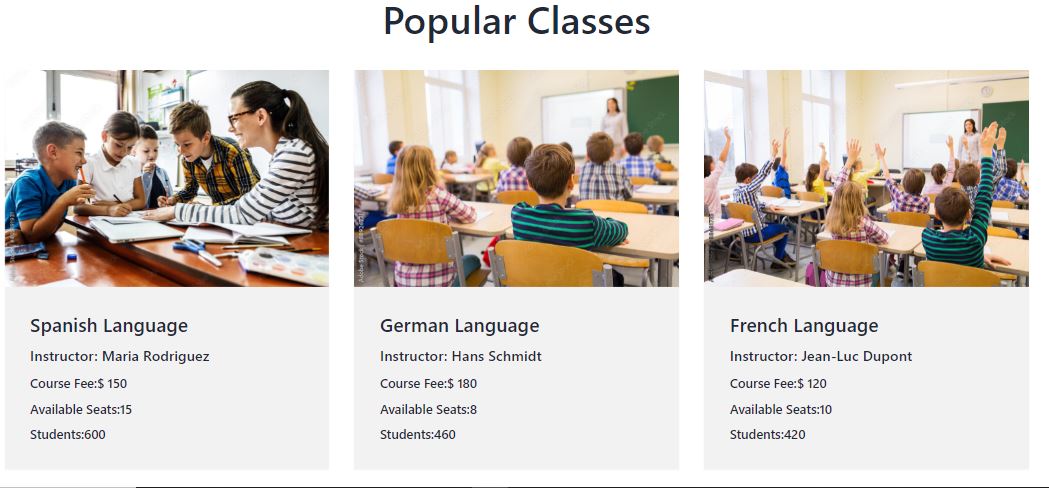 Popular Classes
Spanish Language
Instructor: Maria Rodriguez
Course Fee:$ 150
Available Seats:15
Students:600
German Language
Instructor: Hans Schmidt
Course Fee:$ 180
Available Seats:8
Students:460
French Language
Instructor: Jean-Luc Dupont
Course Fee:$ 120
Available Seats:10
Students:420